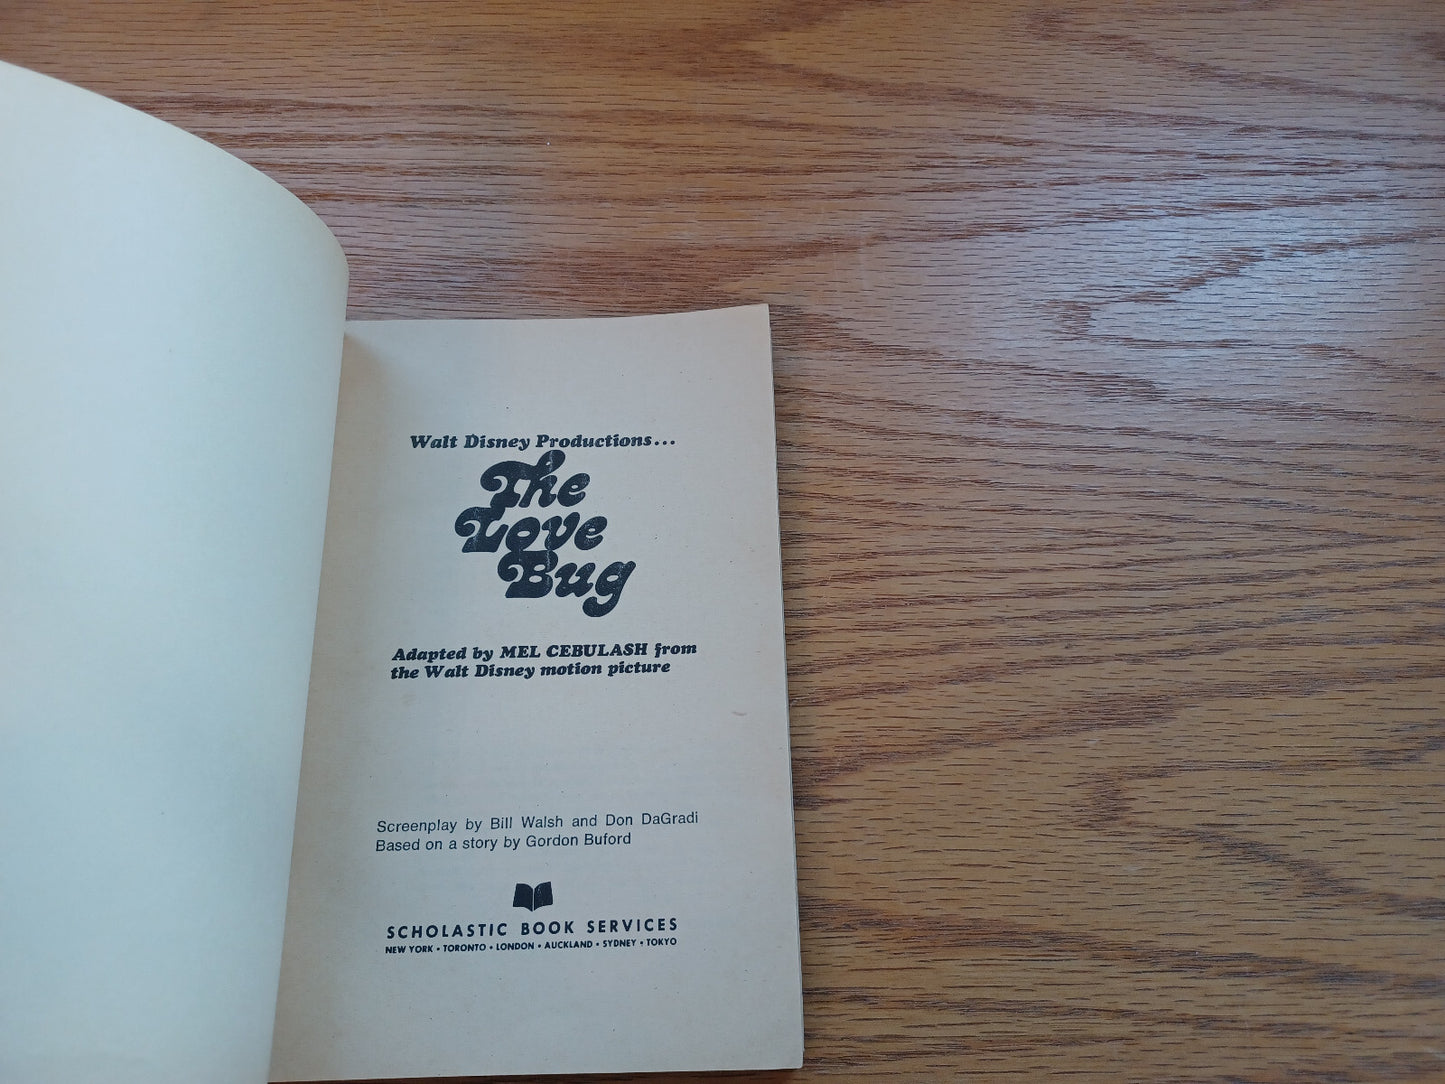 Walt Disney Productions...
The
Love
Bug
Adapted by MEL CEBULASH from
the Walt Disney motion picture
Screenplay by Bill Walsh and Don DaGradi
Based on a story by Gordon Buford
SCHOLASTIC BOOK SERVICES
NEW YORK • TORONTO • LONDON • AUCKLAND • SYDNEY • TOKYO